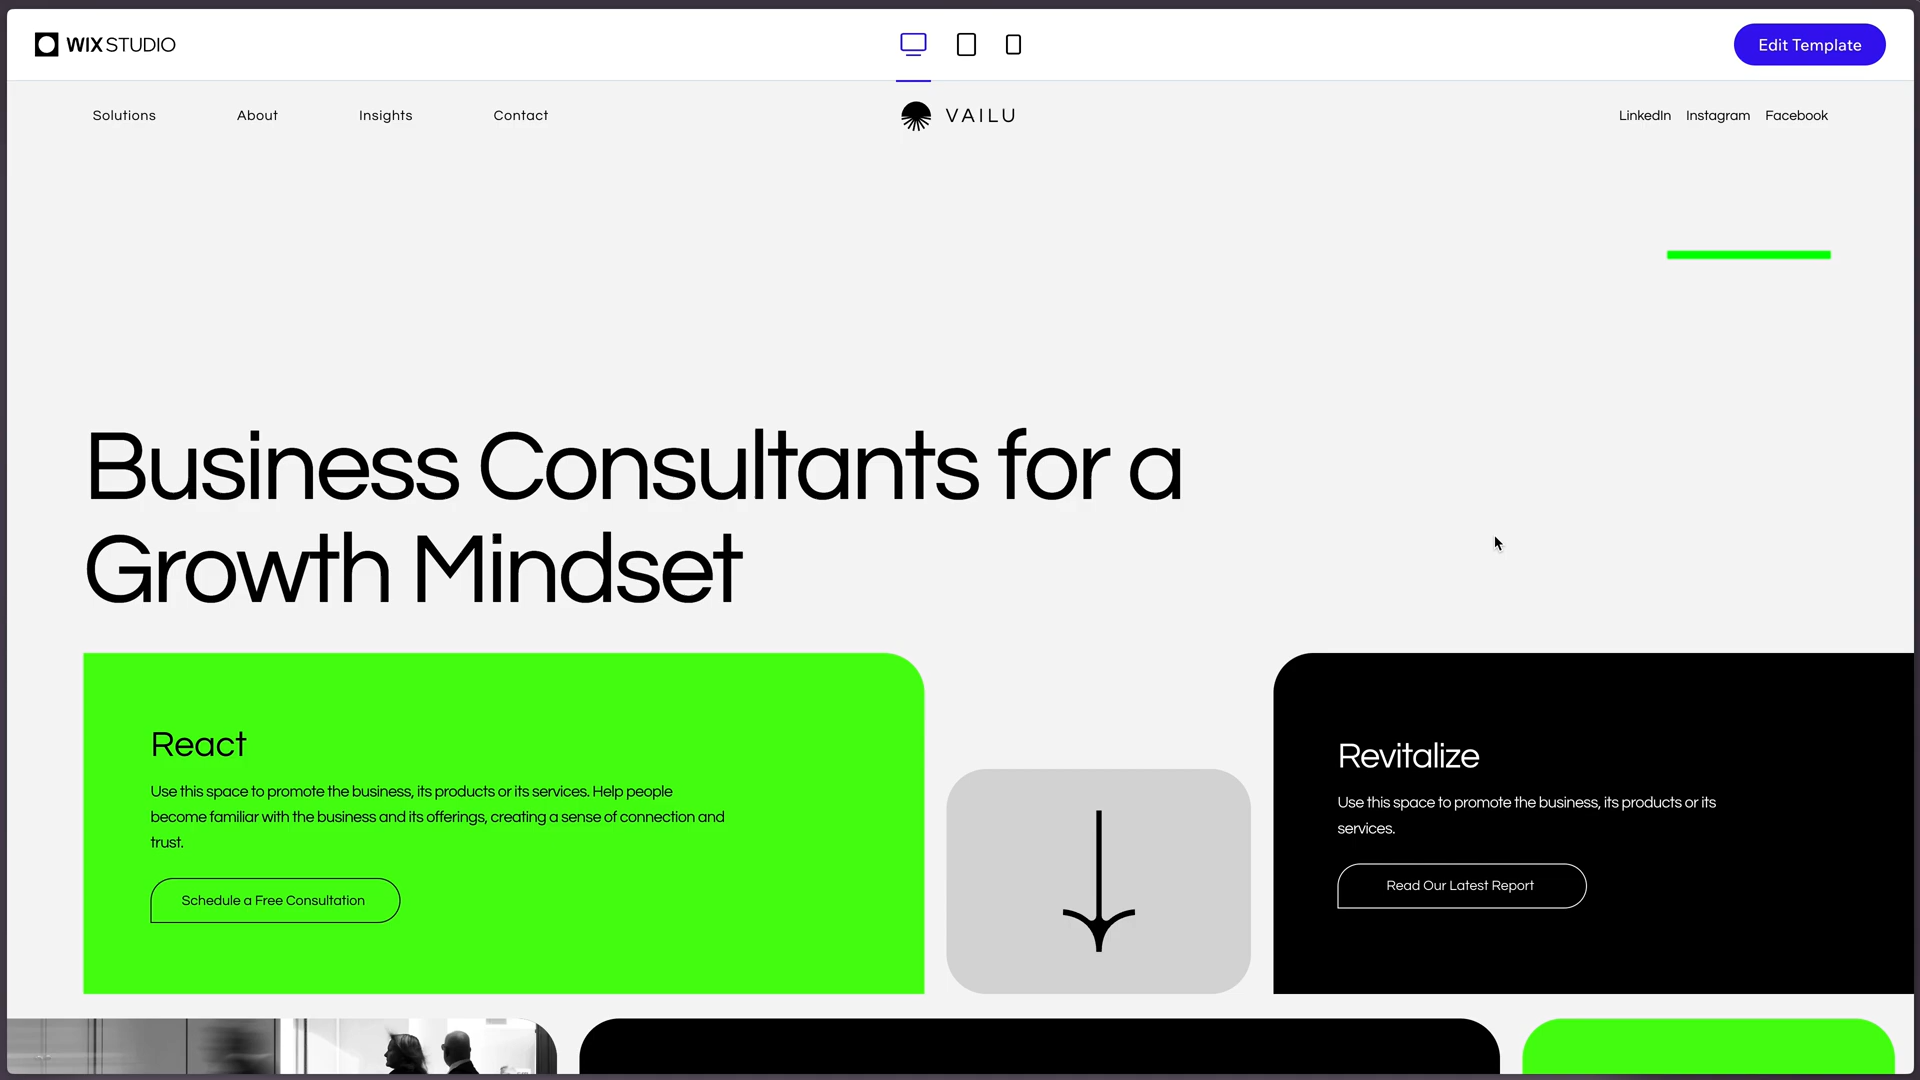 WIX STUDIO
Edit Template
Solutions
About
Insights
Contact
VAILU
LinkedIn
Instagram
Facebook
Business Consultants for a
Growth Mindset
React
Use this space to promote the business, its products or its services. Help people
become familiar with the business and its offerings, creating a sense of connection and
trust.
Schedule a Free Consultation
Revitalize
Use this space to promote the business, its products or its
services.
Read Our Latest Report